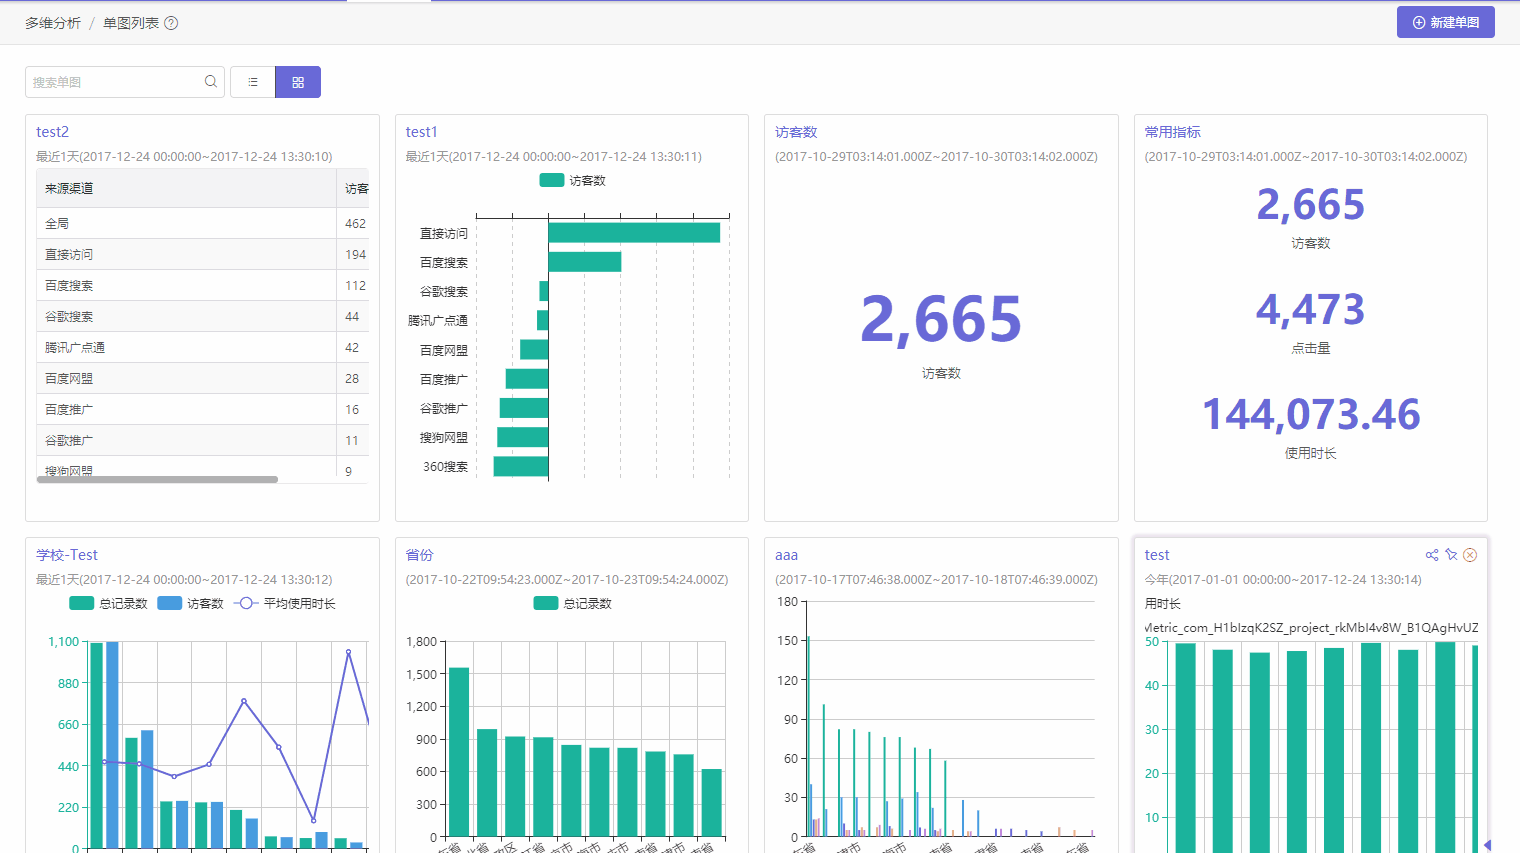 多维分析 / 单图列表
新建单图
搜索单图
test2
最近1天(2017-12-24 00:00:00~2017-12-24 13:30:10)
来源渠道 访客
全局 462
直接访问 194
百度搜索 112
谷歌搜索 44
腾讯广点通 42
百度网盟 28
百度推广 16
谷歌推广 11
搜狗网盟 9
test1
最近1天(2017-12-24 00:00:00~2017-12-24 13:30:11)
访客数
直接访问
百度搜索
谷歌搜索
腾讯广点通
百度网盟
百度推广
谷歌推广
搜狗网盟
360搜索
访客数
(2017-10-29T03:14:01.000Z~2017-10-30T03:14:02.000Z)
2,665
访客数
常用指标
(2017-10-29T03:14:01.000Z~2017-10-30T03:14:02.000Z)
2,665
访客数
4,473
点击量
144,073.46
使用时长
学校-Test
最近1天(2017-12-24 00:00:00~2017-12-24 13:30:12)
总记录数 访客数 平均使用时长
1,100
880
660
440
220
0
省份
(2017-10-22T09:54:23.000Z~2017-10-23T09:54:24.000Z)
总记录数
1,800
1,500
1,200
900
600
300
0
aaa
(2017-10-17T07:46:38.000Z~2017-10-18T07:46:39.000Z)
180
150
120
90
60
30
0
test
今年(2017-01-01 00:00:00~2017-12-24 13:30:14)
用时长
Metric_com_H1bIzqK2SZ_project_rkMbI4v8W_B1QAgHvUZ
50
40
30
20
10